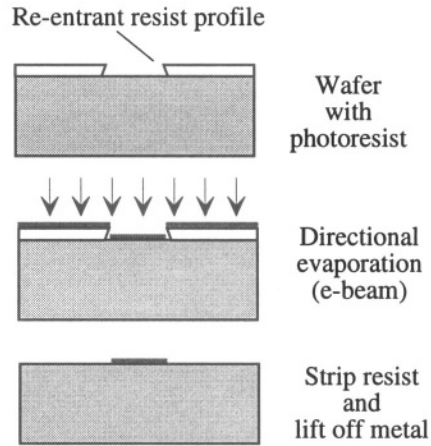 Re-entrant resist profile
Wafer
with
photoresist
Directional
evaporation
(e-beam)
Strip resist
and
lift off metal